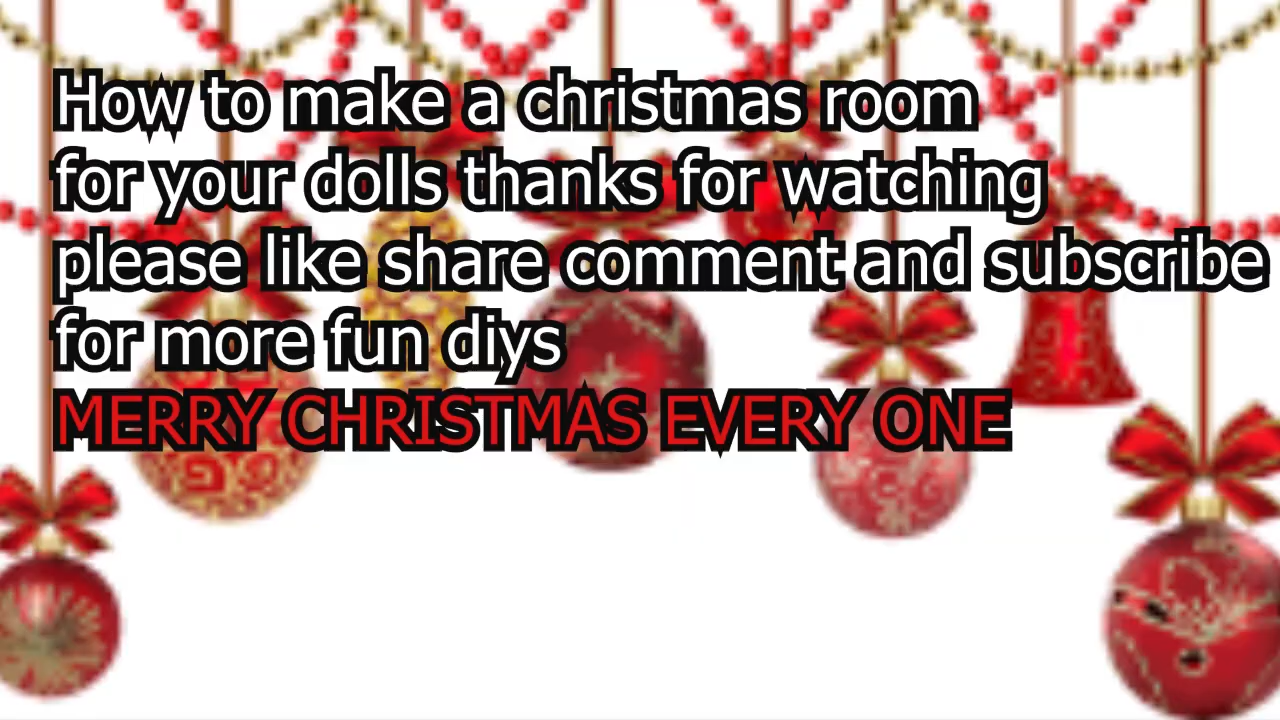 How to make a christmas room
for your dolls thanks for watching
please like share comment and subscribe
for more fun diys
MERRY CHRISTMAS EVERY ONE